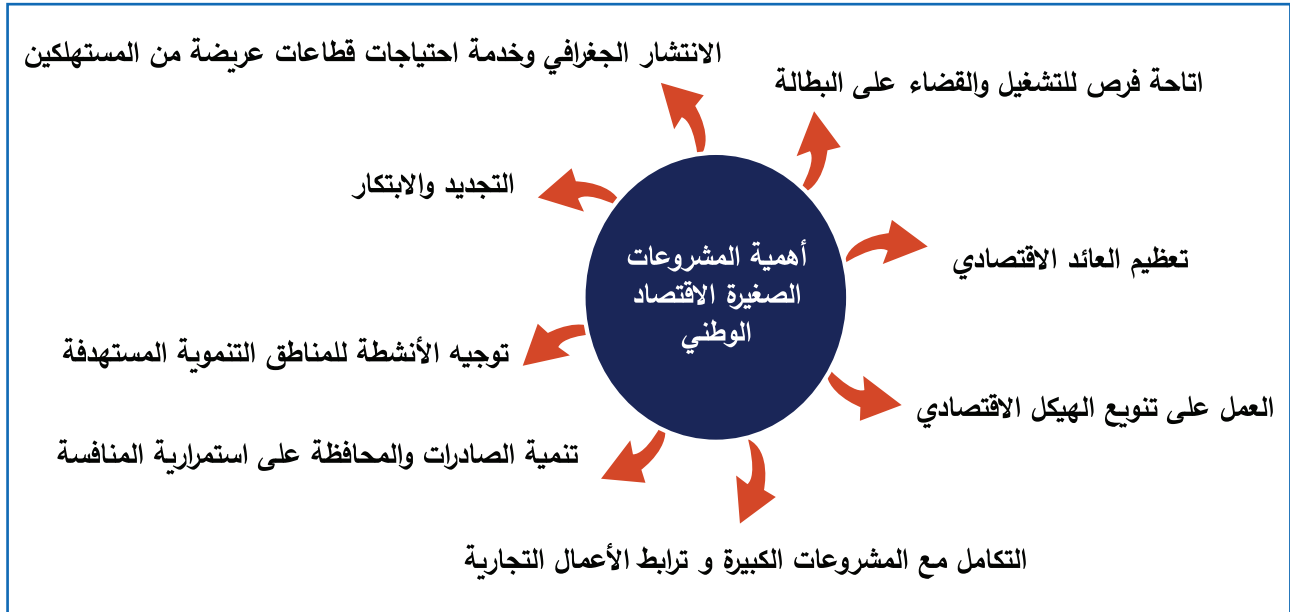 أهمية المشروعات
الصغيرة الاقتصاد
الوطني
اتاحة فرص للتشغيل والقضاء على البطالة
تعظيم العائد الاقتصادي
العمل على تنويع الهيكل الاقتصادي
التكامل مع المشروعات الكبيرة و ترابط الأعمال التجارية
تنمية الصادرات والمحافظة على استمرارية المنافسة
توجيه الأنشطة للمناطق التنموية المستهدفة
التجديد والابتكار
الانتشار الجغرافي وخدمة احتياجات قطاعات عريضة من المستهلكين